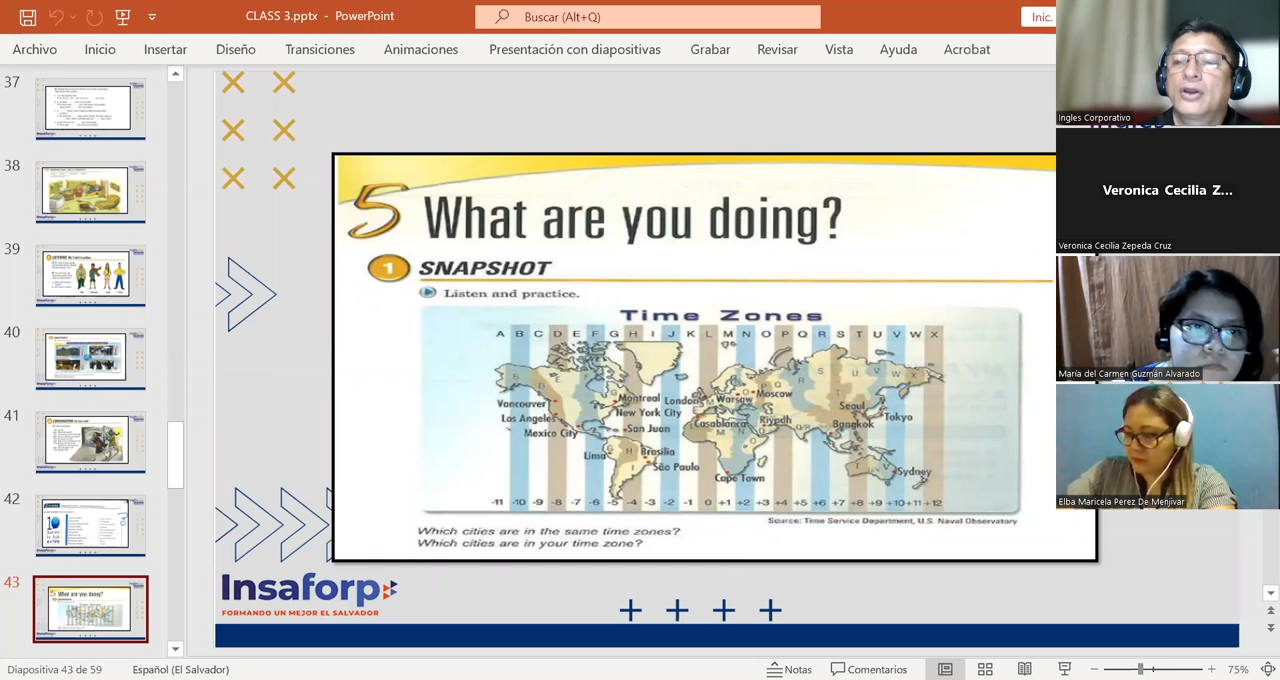 CLASS 3.pptx - PowerPoint
Buscar (Alt+Q)
Inic.
Archivo Inicio Insertar Diseño Transiciones Animaciones Presentación con diapositivas Grabar Revisar Vista Ayuda Acrobat
37
38
39
40
41
42
43
What are you doing?
5 What are you doing?
1 SNAPSHOT
Listen and practice.
Time Zones
A B C D E F G H I J K L M N O P Q R S T U V W X
Vancouver
Los Angeles
Mexico City
Montreal
New York City
San Juan
Lima
Brasilia
São Paulo
London
Warsaw
Moscow
Casablanca
Riyadh
Cape Town
Seoul
Tokyo
Bangkok
Sydney
-11 -10 -9 -8 -7 -6 -5 -4 -3 -2 -1 0 +1 +2 +3 +4 +5 +6 +7 +8 +9 +10 +11 +12
Source: Time Service Department, U.S. Naval Observatory
Which cities are in the same time zones?
Which cities are in your time zone?
Insaforp
FORMANDO UN MEJOR EL SALVADOR
Ingles Corporativo
Veronica Cecilia Z...
Veronica Cecilia Zepeda Cruz
María del Carmen Guzmán Alvarado
Elba Maricela Perez De Menjivar
Diapositiva 43 de 59
Español (El Salvador)
Notas
Comentarios
75%